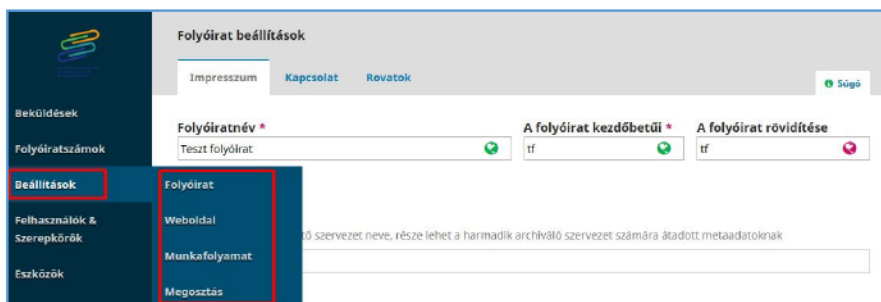 Folyóirat beállítások
Impresszum Kapcsolat Rovatok
Súgó
Beküldések
Folyóiratszámok
Beállítások
Felhasználók &
Szerepkörök
Eszközök
Folyóiratnév *
Teszt folyóirat
A folyóirat kezdőbetűi *
tf
A folyóirat rövidítése
tf
Folyóirat
Weboldal
Munkafolyamat
Megosztás
szervezet neve, része lehet a harmadik archiváló szervezet számára átadott metaadatoknak